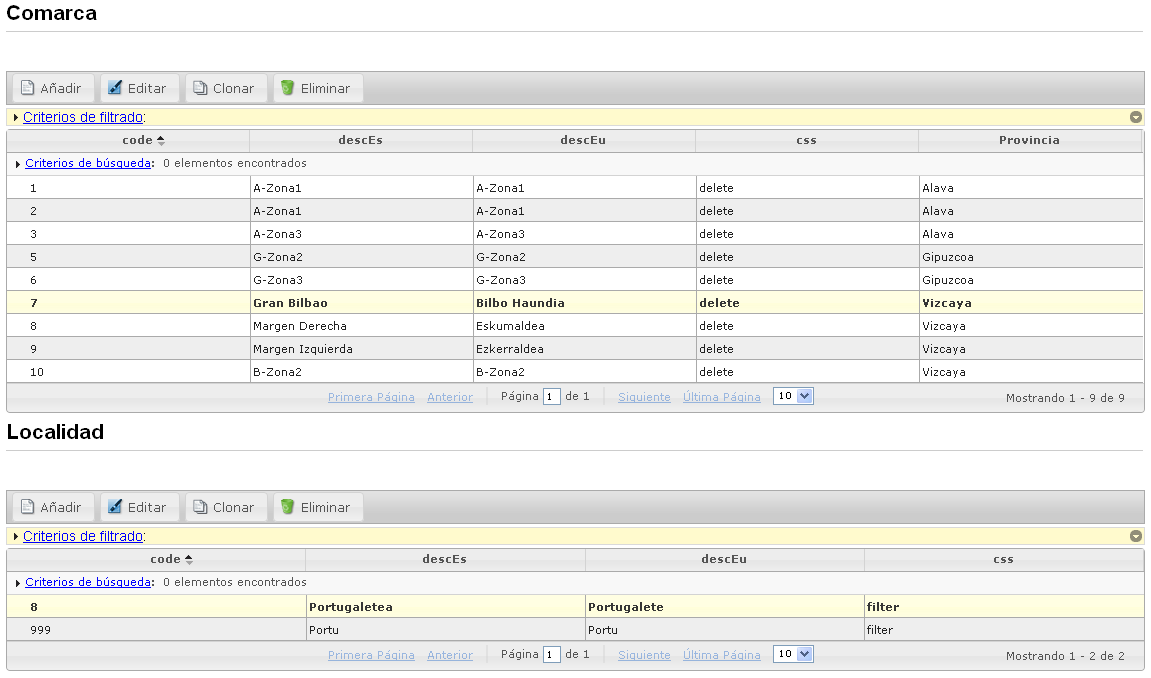 Comarca
Añadir Editar Clonar Eliminar
Criterios de filtrado:
code descEs descEu css Provincia
Criterios de búsqueda: 0 elementos encontrados
1 A-Zona1 A-Zona1 delete Alava
2 A-Zona1 A-Zona1 delete Alava
3 A-Zona3 A-Zona3 delete Alava
5 G-Zona2 G-Zona2 delete Gipuzcoa
6 G-Zona3 G-Zona3 delete Gipuzcoa
7 Gran Bilbao Bilbo Haundia delete Vizcaya
8 Margen Derecha Eskumaldea delete Vizcaya
9 Margen Izquierda Ezkerraldea delete Vizcaya
10 B-Zona2 B-Zona2 delete Vizcaya
Primera Página Anterior Página 1 de 1 Siguiente Última Página 10 Mostrando 1 - 9 de 9
Localidad
Añadir Editar Clonar Eliminar
Criterios de filtrado:
code descEs descEu css
Criterios de búsqueda: 0 elementos encontrados
8 Portugaletea Portugalete filter
999 Portu Portu filter
Primera Página Anterior Página 1 de 1 Siguiente Última Página 10 Mostrando 1 - 2 de 2